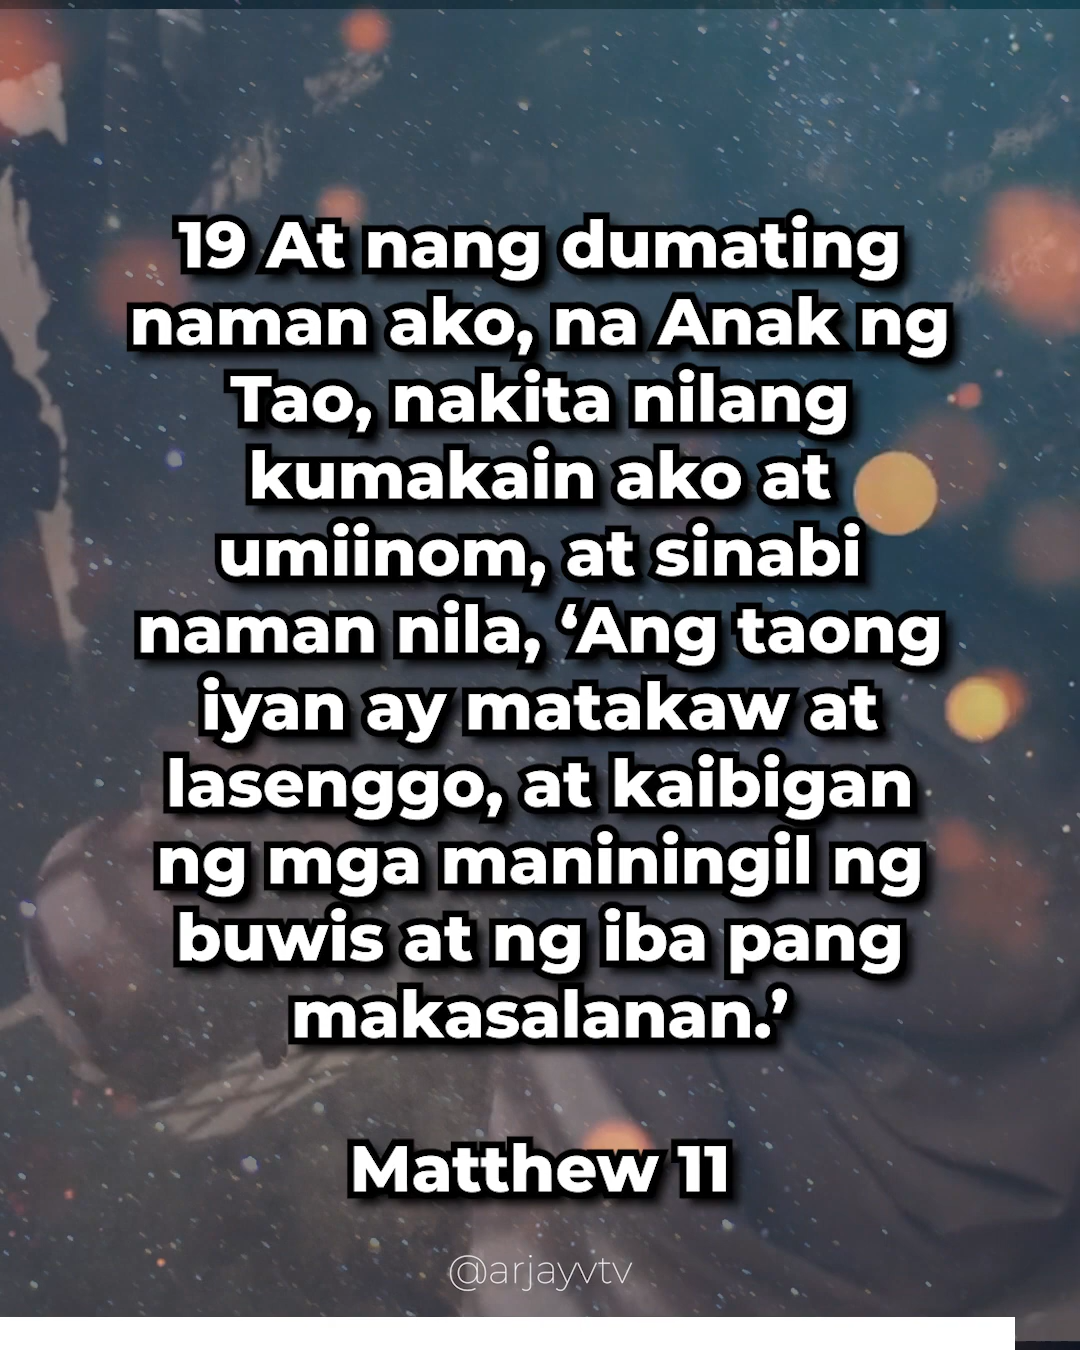 19 At nang dumating
naman ako, na Anak ng
Tao, nakita nilang
kumakain ako at
umiinom, at sinabi
naman nila, ‘Ang taong
iyan ay matakaw at
lasenggo, at kaibigan
ng mga maniningil ng
buwis at ng iba pang
makasalanan.’
Matthew 11
@arjayvtv